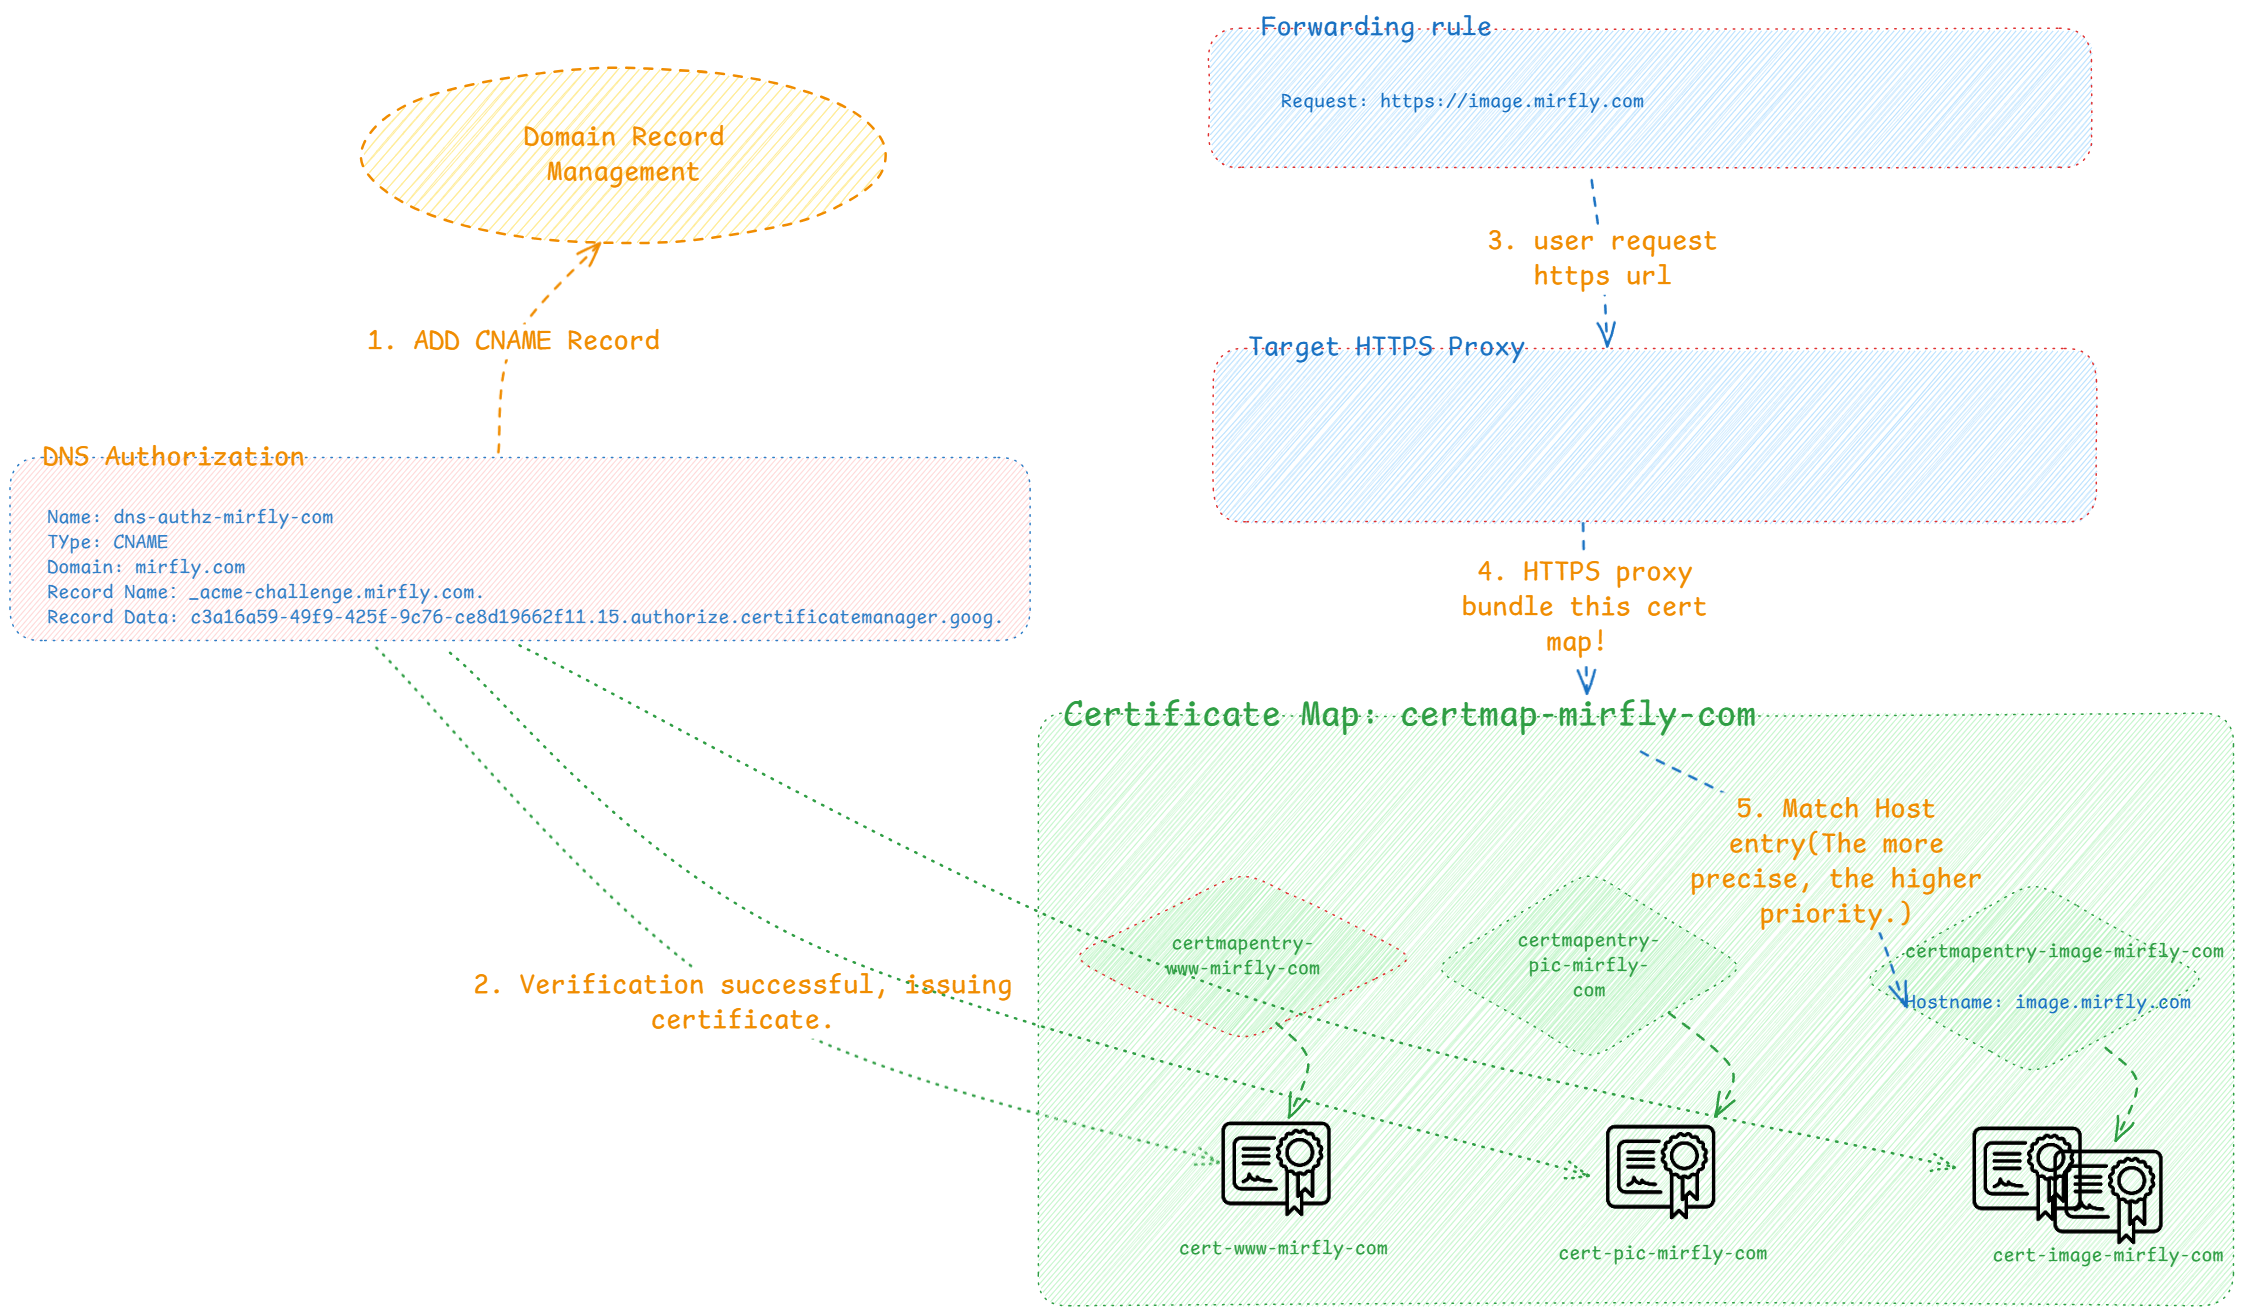 Forwarding rule
Request: https://image.mirfly.com
Domain Record
Management
3. user request
https url
1. ADD CNAME Record
Target HTTPS Proxy
DNS Authorization
Name: dns-authz-mirfly-com
TYpe: CNAME
Domain: mirfly.com
Record Name: _acme-challenge.mirfly.com.
Record Data: c3a16a59-49f9-425f-9c76-ce8d19662f11.15.authorize.certificatemanager.goog.
4. HTTPS proxy
bundle this cert
map!
Certificate Map: certmap-mirfly-com
5. Match Host
entry(The more
precise, the higher
priority.)
certmapentry-
www-mirfly-com
certmapentry-
pic-mirfly-
com
certmapentry-image-mirfly-com
Hostname: image.mirfly.com
2. Verification successful, issuing
certificate.
cert-www-mirfly-com
cert-pic-mirfly-com
cert-image-mirfly-com